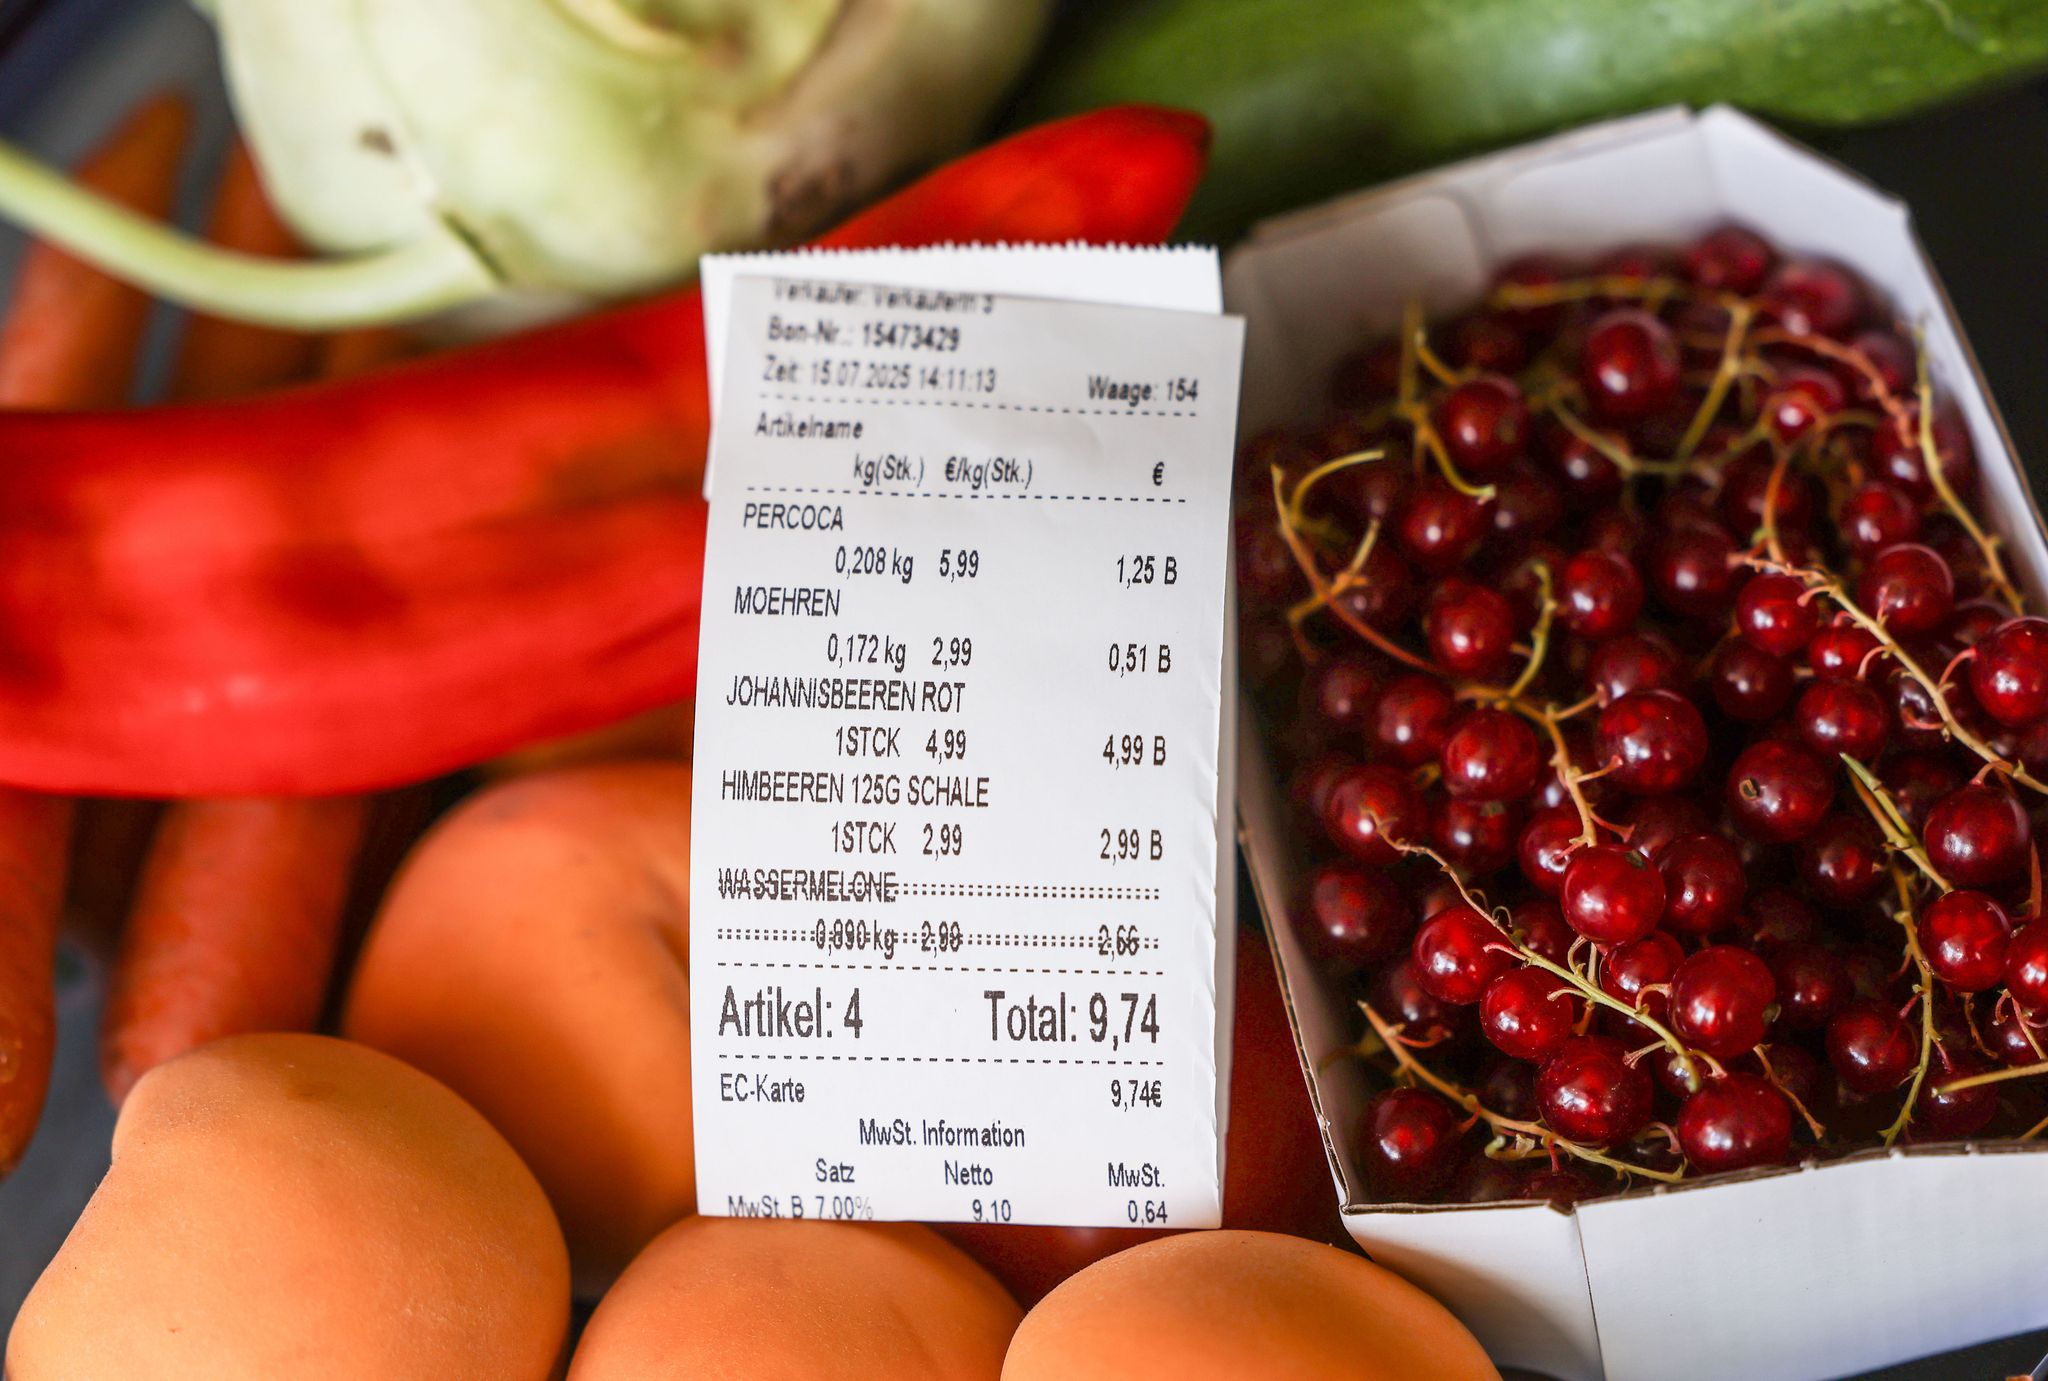 Verkäufer: Verkäuferin 3
Bon-Nr.: 15473429
Zeit: 15.07.2025 14:11:13 Waage: 154
Artikelname
kg(Stk.) €/kg(Stk.) €
PERCOCA
0,208 kg 5,99 1,25 B
MOEHREN
0,172 kg 2,99 0,51 B
JOHANNISBEEREN ROT
1STCK 4,99 4,99 B
HIMBEEREN 125G SCHALE
1STCK 2,99 2,99 B
WASSERMELONE
0,890 kg 2,99 2,66
Artikel: 4 Total: 9,74
EC-Karte 9,74€
MwSt. Information
Satz Netto MwSt.
MwSt. B 7.00% 9,10 0,64